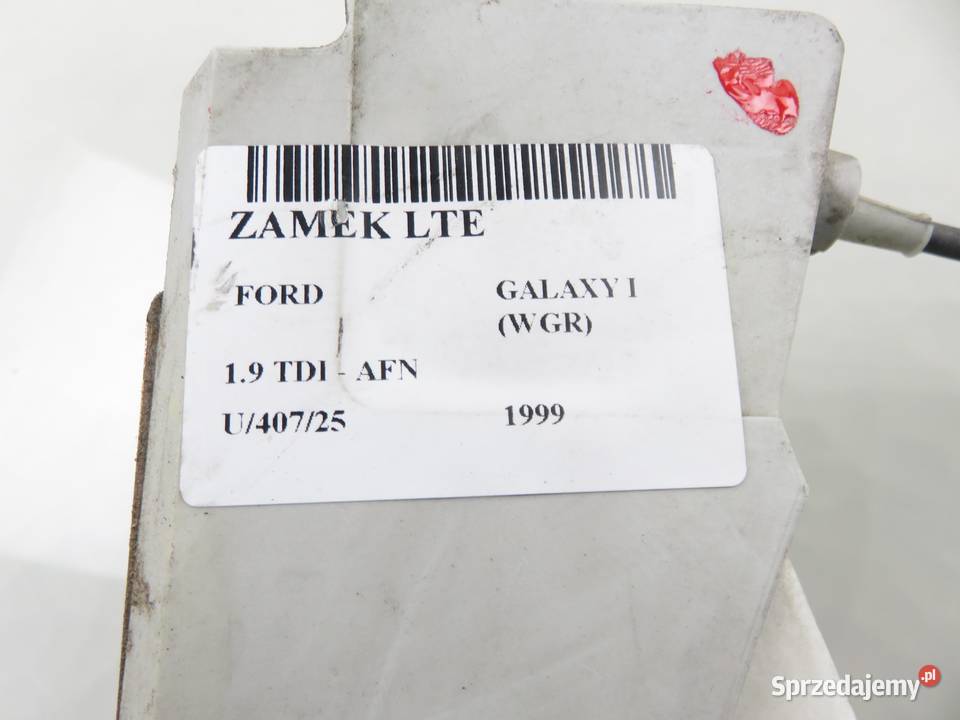 ZAMEK LTE
FORD GALAXY I
(WGR)
1.9 TDI - AFN
U/407/25 1999
Sprzedajemy.pl